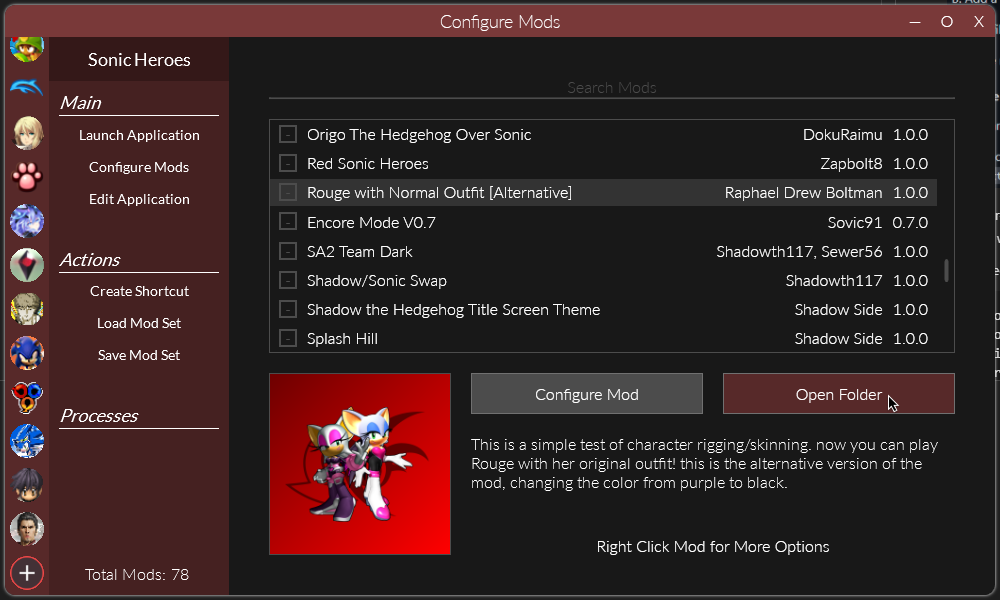 Configure Mods
— O X
Sonic Heroes
Main
Launch Application
Configure Mods
Edit Application
Actions
Create Shortcut
Load Mod Set
Save Mod Set
Processes
Total Mods: 78
Search Mods
Origo The Hedgehog Over Sonic DokuRaimu 1.0.0
Red Sonic Heroes Zapbolt8 1.0.0
Rouge with Normal Outfit [Alternative] Raphael Drew Boltman 1.0.0
Encore Mode V0.7 Sovic91 0.7.0
SA2 Team Dark Shadowth117, Sewer56 1.0.0
Shadow/Sonic Swap Shadowth117 1.0.0
Shadow the Hedgehog Title Screen Theme Shadow Side 1.0.0
Splash Hill Shadow Side 1.0.0
Configure Mod
Open Folder
This is a simple test of character rigging/skinning. now you can play
Rouge with her original outfit! this is the alternative version of the
mod, changing the color from purple to black.
Right Click Mod for More Options